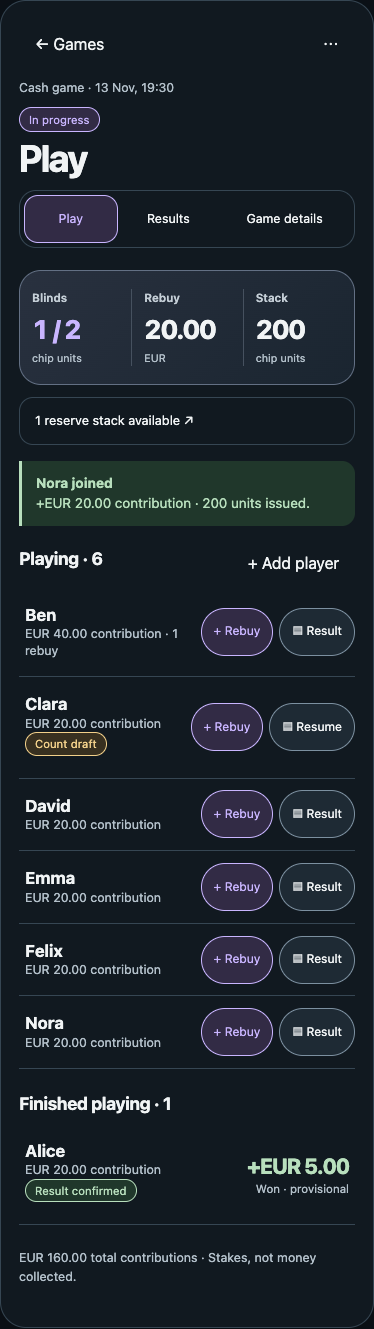 ← Games
...
Cash game · 13 Nov, 19:30
In progress
Play
Play
Results
Game details
Blinds
1 / 2
chip units
Rebuy
20.00
EUR
Stack
200
chip units
1 reserve stack available ↗
Nora joined
+EUR 20.00 contribution · 200 units issued.
Playing · 6
+ Add player
Ben
EUR 40.00 contribution · 1
rebuy
+ Rebuy
Result
Clara
EUR 20.00 contribution
Count draft
+ Rebuy
Resume
David
EUR 20.00 contribution
+ Rebuy
Result
Emma
EUR 20.00 contribution
+ Rebuy
Result
Felix
EUR 20.00 contribution
+ Rebuy
Result
Nora
EUR 20.00 contribution
+ Rebuy
Result
Finished playing · 1
Alice
EUR 20.00 contribution
Result confirmed
+EUR 5.00
Won · provisional
EUR 160.00 total contributions · Stakes, not money
collected.